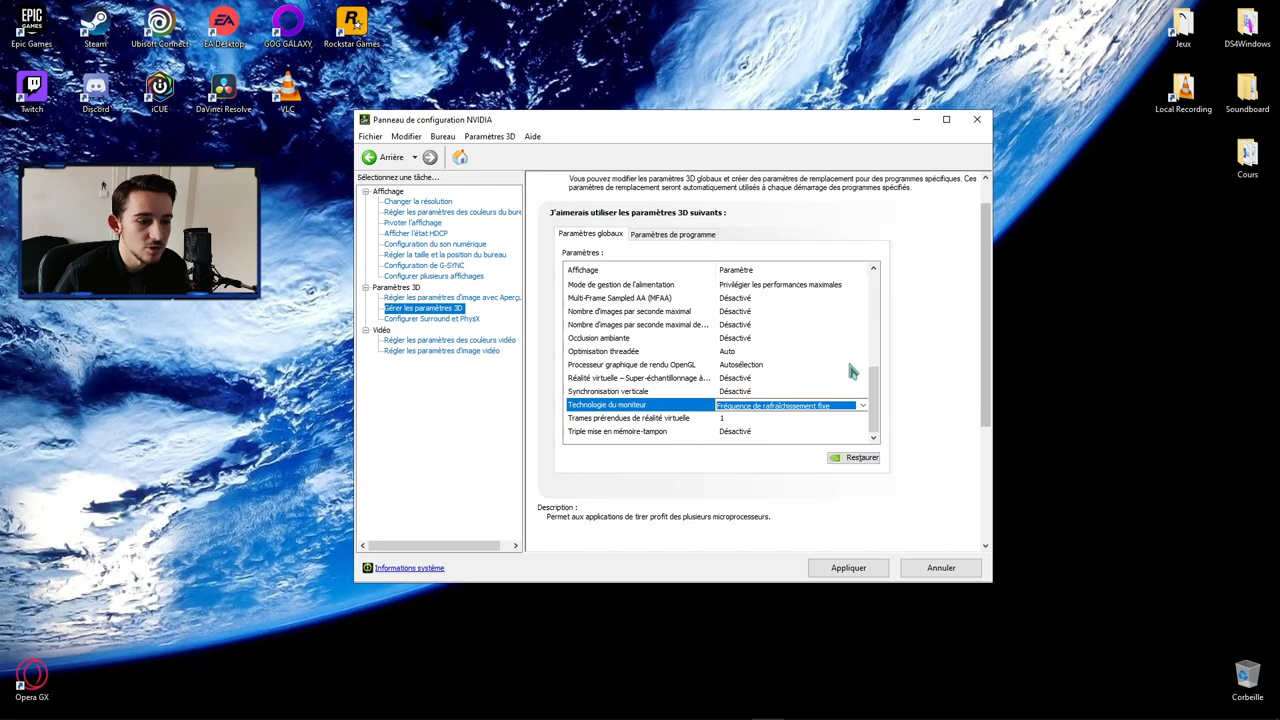 Epic Games
Steam
Ubisoft Connect
EA Desktop
GOG GALAXY
Rockstar Games
Jeux
DS4Windows
Twitch
Discord
iCUE
DaVinci Resolve
VLC
Local Recording
Soundboard
Cours
Panneau de configuration NVIDIA
Fichier Modifier Bureau Paramètres 3D Aide
Arrière
Sélectionnez une tâche...
Affichage
Changer la résolution
Régler les paramètres des couleurs du bure
Pivoter l'affichage
Afficher l'état HDCP
Configuration du son numérique
Régler la taille et la position du bureau
Configuration de G-SYNC
Configurer plusieurs affichages
Paramètres 3D
Régler les paramètres d'image avec Aperçu
Gérer les paramètres 3D
Configurer Surround et PhysX
Vidéo
Régler les paramètres des couleurs vidéo
Régler les paramètres d'image vidéo
Vous pouvez modifier les paramètres 3D globaux et créer des paramètres de remplacement pour des programmes spécifiques. Ces
paramètres de remplacement seront automatiquement utilisés à chaque démarrage des programmes spécifiés.
J'aimerais utiliser les paramètres 3D suivants :
Paramètres globaux Paramètres de programme
Paramètres :
Affichage Paramètre
Mode de gestion de l'alimentation Privilégier les performances maximales
Multi-Frame Sampled AA (MFAA) Désactivé
Nombre d'images par seconde maximal Désactivé
Nombre d'images par seconde maximal de... Désactivé
Occlusion ambiante Désactivé
Optimisation threadée Auto
Processeur graphique de rendu OpenGL Autosélection
Réalité virtuelle – Super-échantillonnage à... Désactivé
Synchronisation verticale Désactivé
Technologie du moniteur Fréquence de rafraîchissement fixe
Trames prérendues de réalité virtuelle 1
Triple mise en mémoire-tampon Désactivé
Restaurer
Description :
Permet aux applications de tirer profit des plusieurs microprocesseurs.
Informations système
Appliquer
Annuler
Opera GX
Corbeille